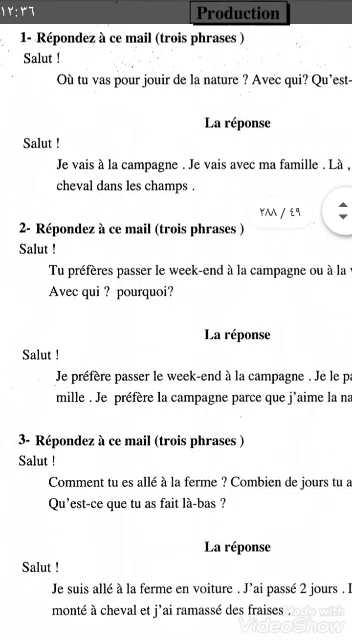 ١٢:٣٦
Production
1- Répondez à ce mail (trois phrases )
Salut !
Où tu vas pour jouir de la nature ? Avec qui? Qu'est-
La réponse
Salut !
Je vais à la campagne . Je vais avec ma famille . Là ,
cheval dans les champs .
٢٨٨ / ٤٩
2- Répondez à ce mail (trois phrases )
Salut !
Tu préfères passer le week-end à la campagne ou à la
Avec qui ? pourquoi?
La réponse
Salut !
Je préfère passer le week-end à la campagne . Je le pa
mille . Je préfère la campagne parce que j'aime la na
3- Répondez à ce mail (trois phrases )
Salut !
Comment tu es allé à la ferme ? Combien de jours tu a
Qu'est-ce que tu as fait là-bas ?
La réponse
Salut !
Je suis allé à la ferme en voiture . J'ai passé 2 jours .
monté à cheval et j'ai ramassé des fraises .
Made with
VideoShow